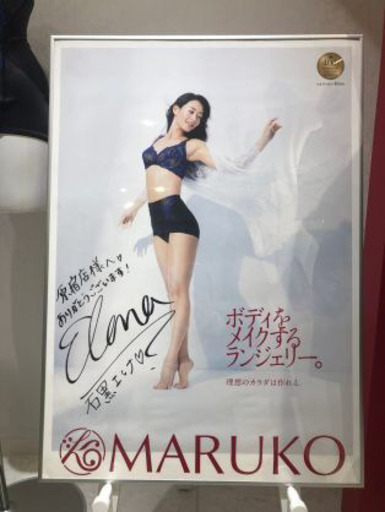 原宿店様へ♡
ありがとうございます!
Elena
石黒エレナ♡
ボディを
メイクする
ランジェリー。
理想のカラダは作れる。
MARUKO